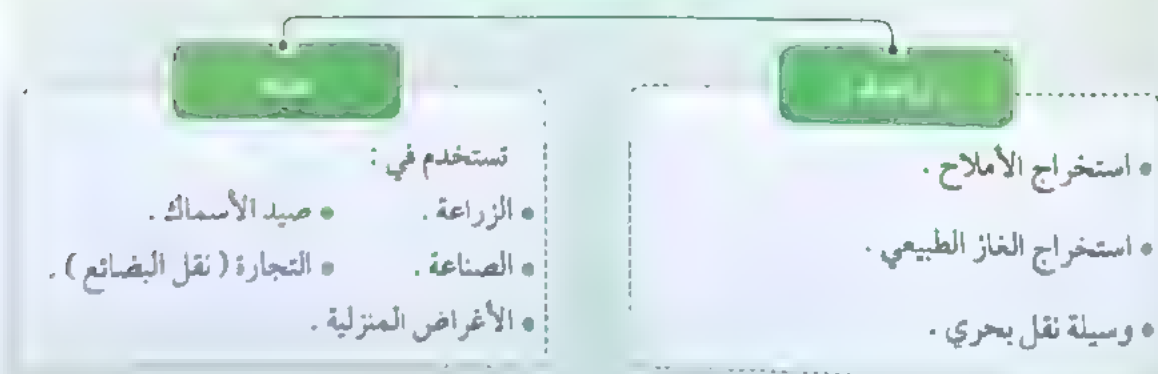 • استخراج الأملاح .
• استخراج الغاز الطبيعي .
• وسيلة نقل بحري .
تستخدم في :
• الزراعة .
• صيد الأسماك .
• الصناعة .
• التجارة ( نقل البضائع ) .
• الأغراض المنزلية .